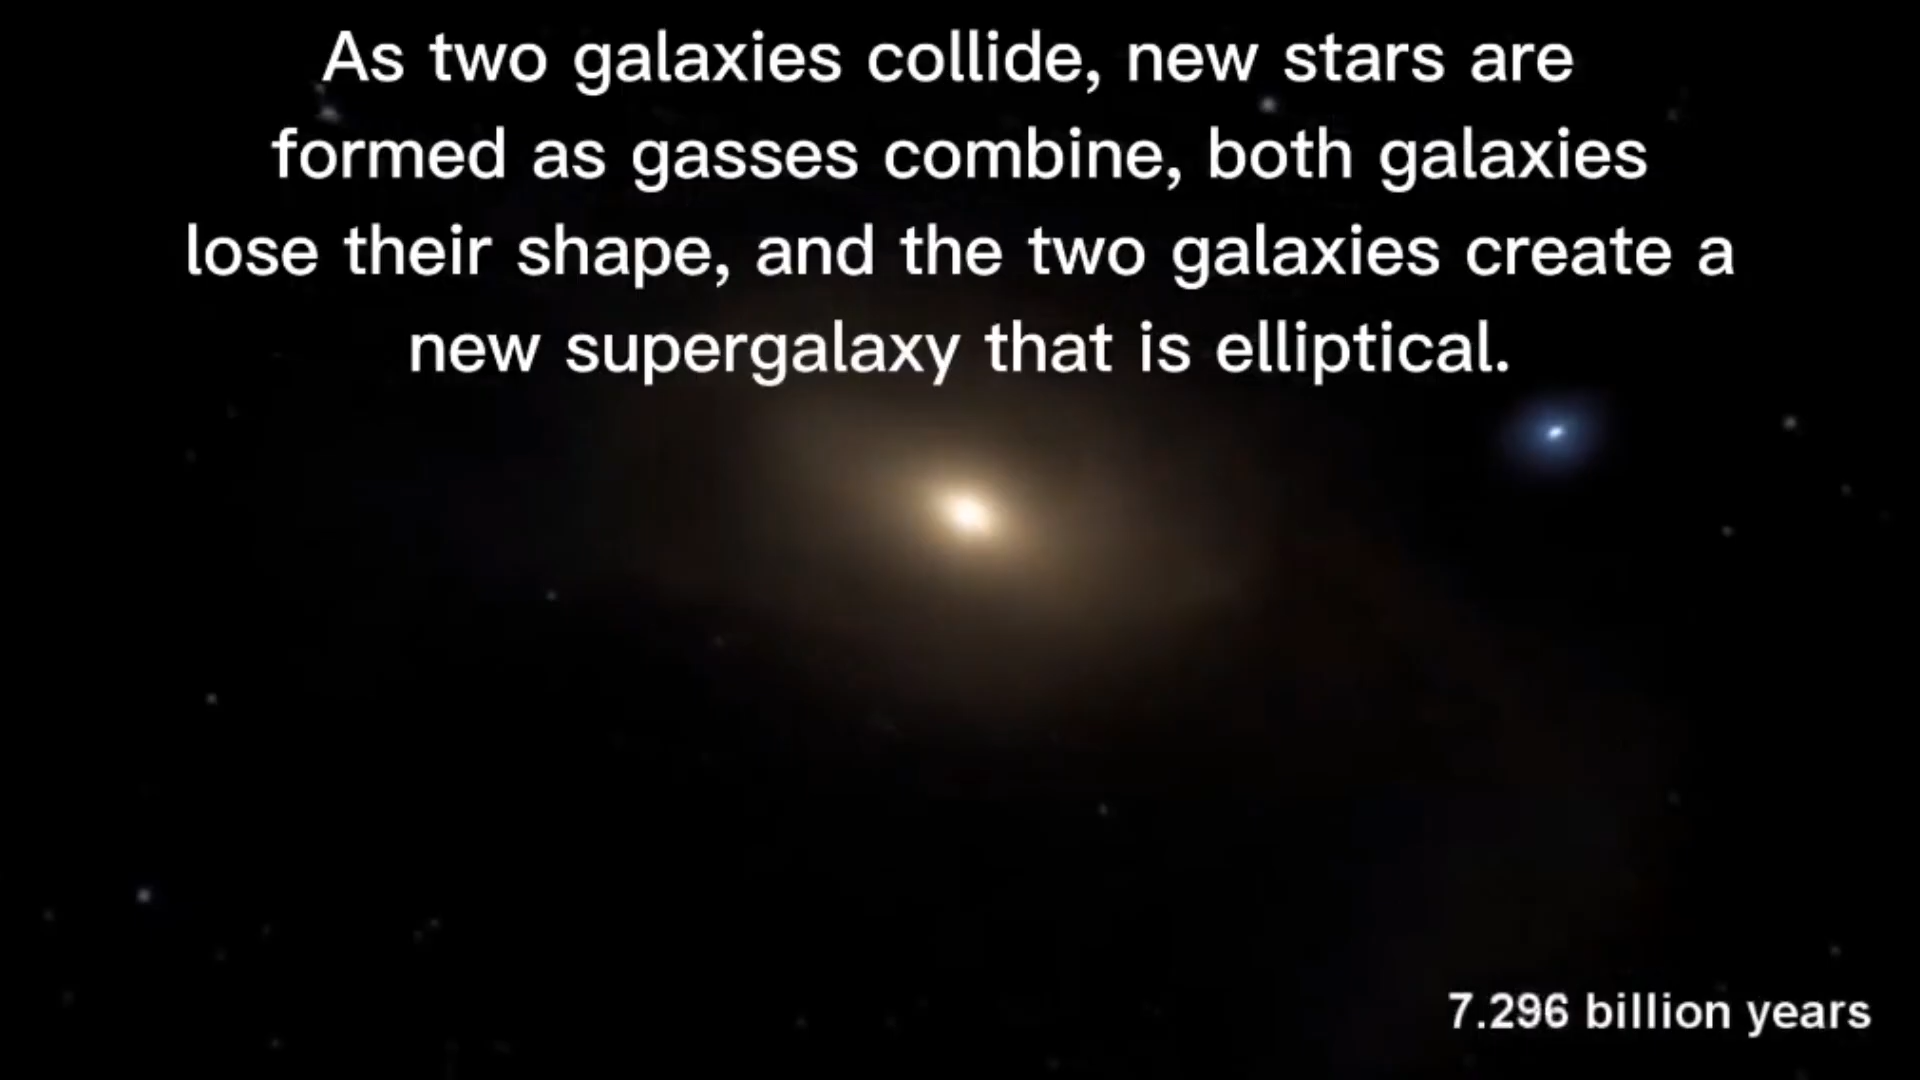 As two galaxies collide, new stars are
formed as gasses combine, both galaxies
lose their shape, and the two galaxies create a
new supergalaxy that is elliptical.
7.296 billion years